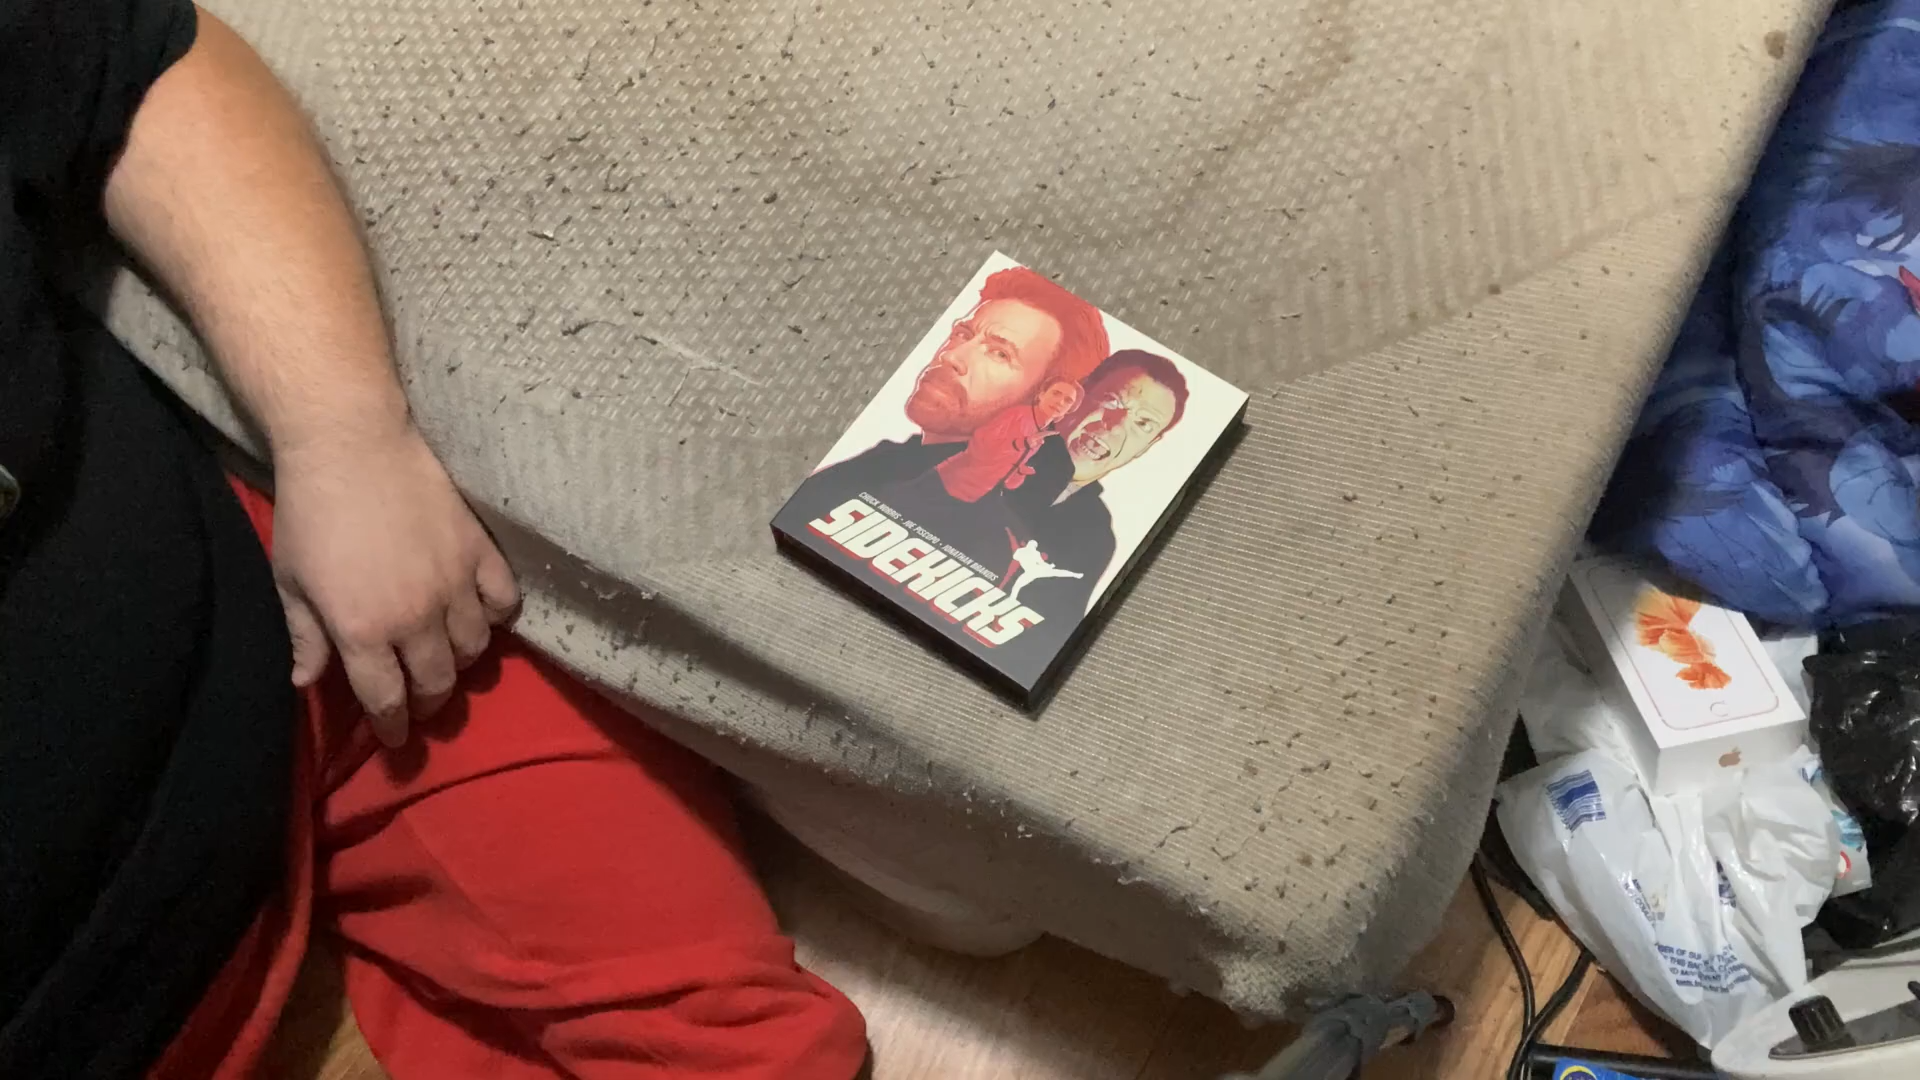 CHUCK NORRIS • JOE PISCOPO • JONATHAN BRANDIS
SIDEKICKS